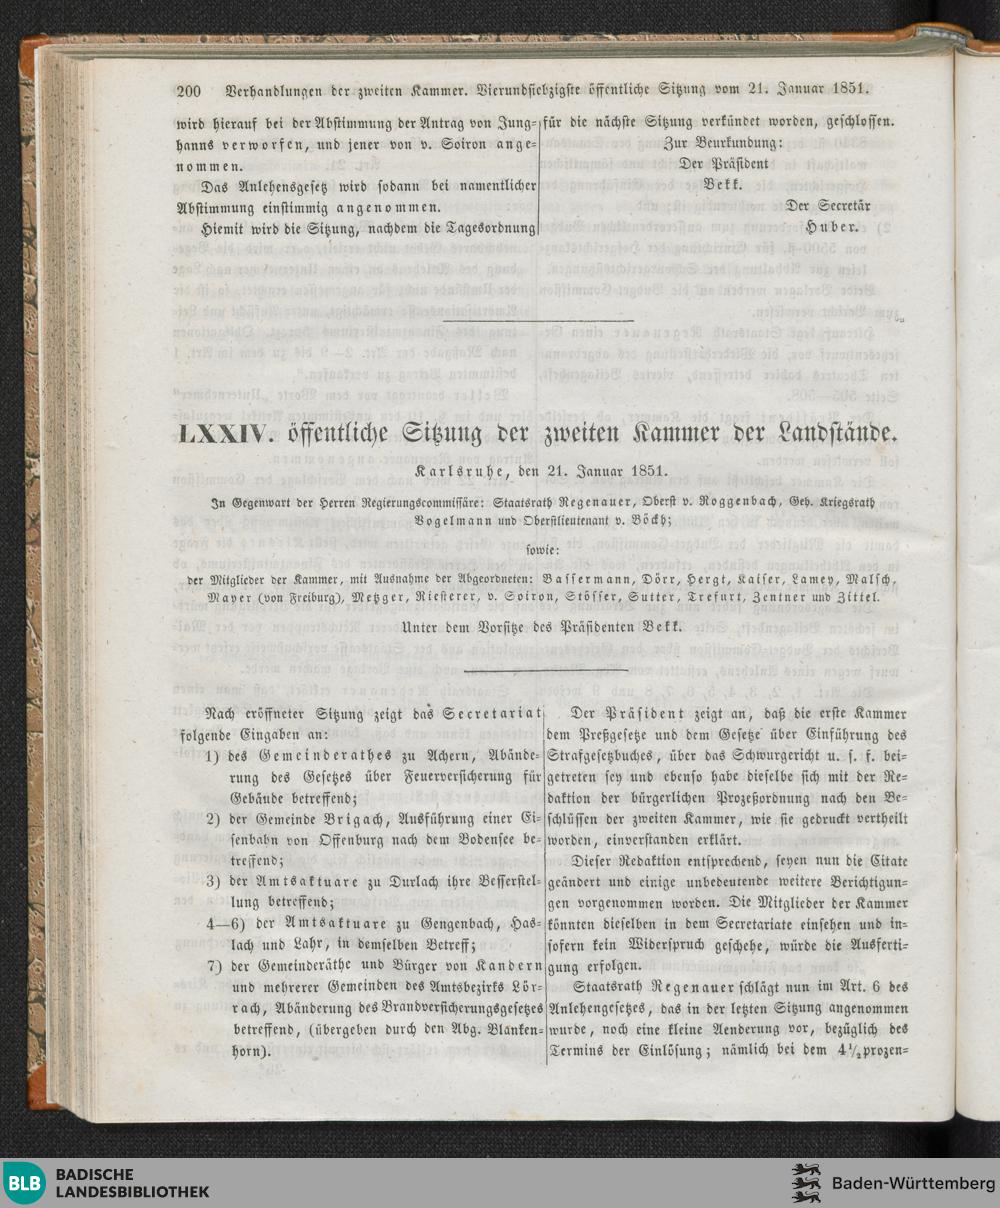 200 Verhandlungen der zweiten Kammer. Vierundsiebzigste öffentliche Sitzung vom 21. Januar 1851.
wird hierauf bei der Abstimmung der Antrag von Jung-
hanns verworfen, und jener von v. Soiron ange-
nommen.
Das Anlehensgesetz wird sodann bei namentlicher
Abstimmung einstimmig angenommen.
Hiemit wird die Sitzung, nachdem die Tagesordnung
für die nächste Sitzung verkündet worden, geschlossen.
Zur Beurkundung:
Der Präsident
Bekk.
Der Secretär
Huber.
LXXIV. öffentliche Sitzung der zweiten Kammer der Landstände.
Karlsruhe, den 21. Januar 1851.
In Gegenwart der Herren Regierungscommissäre: Staatsrath Regenauer, Oberst v. Roggenbach, Geh. Kriegsrath
Vogelmann und Oberstlieutenant v. Böckh;
sowie:
der Mitglieder der Kammer, mit Ausnahme der Abgeordneten: Bassermann, Dörr, Hergt, Kaiser, Lamey, Malsch,
Mayer (von Freiburg), Metzger, Riesterer, v. Soiron, Stösser, Sutter, Trefurt, Zentner und Zittel.
Unter dem Vorsitze des Präsidenten Bekk.
Nach eröffneter Sitzung zeigt das Secretariat
folgende Eingaben an:
1) des Gemeinderathes zu Achern, Abände-
rung des Gesetzes über Feuerversicherung für
Gebäude betreffend;
2) der Gemeinde Brigach, Ausführung einer Ei-
senbahn von Offenburg nach dem Bodensee be-
treffend;
3) der Amtsaktuare zu Durlach ihre Besserstel-
lung betreffend;
4—6) der Amtsaktuare zu Gengenbach, Has-
lach und Lahr, in demselben Betreff;
7) der Gemeinderäthe und Bürger von Kandern
und mehrerer Gemeinden des Amtsbezirks Lör-
rach, Abänderung des Brandversicherungsgesetzes
betreffend, (übergeben durch den Abg. Blanken-
horn).
Der Präsident zeigt an, daß die erste Kammer
dem Preßgesetze und dem Gesetze über Einführung des
Strafgesetzbuches, über das Schwurgericht u. s. f. bei-
getreten sey und ebenso habe dieselbe sich mit der Re-
daktion der bürgerlichen Prozeßordnung nach den Be-
schlüssen der zweiten Kammer, wie sie gedruckt vertheilt
worden, einverstanden erklärt.
Dieser Redaktion entsprechend, seyen nun die Citate
geändert und einige unbedeutende weitere Berichtigun-
gen vorgenommen worden. Die Mitglieder der Kammer
könnten dieselben in dem Secretariate einsehen und in-
sofern kein Widerspruch geschehe, würde die Ausferti-
gung erfolgen.
Staatsrath Regenauer schlägt nun im Art. 6 des
Anlehengesetzes, das in der letzten Sitzung angenommen
wurde, noch eine kleine Aenderung vor, bezüglich des
Termins der Einlösung; nämlich bei dem 4½prozen-
BLB BADISCHE
LANDESBIBLIOTHEK
Baden-Württemberg